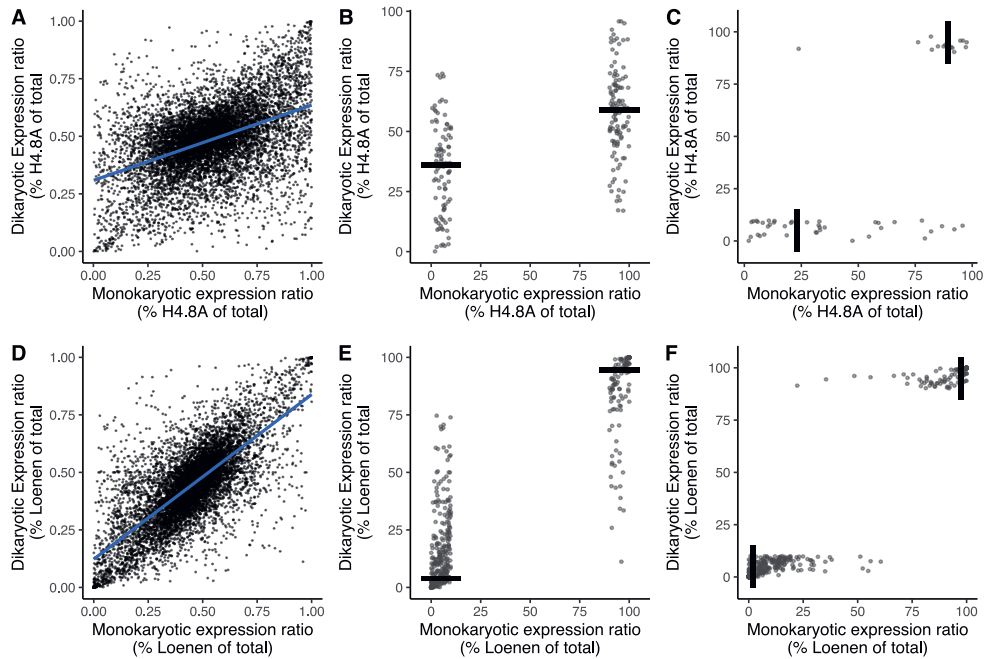 A
Dikaryotic Expression ratio
(% H4.8A of total)
1.00
0.75
0.50
0.25
0.00
0.00 0.25 0.50 0.75 1.00
Monokaryotic expression ratio
(% H4.8A of total)
B
Dikaryotic Expression ratio
(% H4.8A of total)
100
75
50
25
0
0 25 50 75 100
Monokaryotic expression ratio
(% H4.8A of total)
C
Dikaryotic Expression ratio
(% H4.8A of total)
100
75
50
25
0
0 25 50 75 100
Monokaryotic expression ratio
(% H4.8A of total)
D
Dikaryotic Expression ratio
(% Loenen of total)
1.00
0.75
0.50
0.25
0.00
0.00 0.25 0.50 0.75 1.00
Monokaryotic expression ratio
(% Loenen of total)
E
Dikaryotic Expression ratio
(% Loenen of total)
100
75
50
25
0
0 25 50 75 100
Monokaryotic expression ratio
(% Loenen of total)
F
Dikaryotic Expression ratio
(% Loenen of total)
100
75
50
25
0
0 25 50 75 100
Monokaryotic expression ratio
(% Loenen of total)